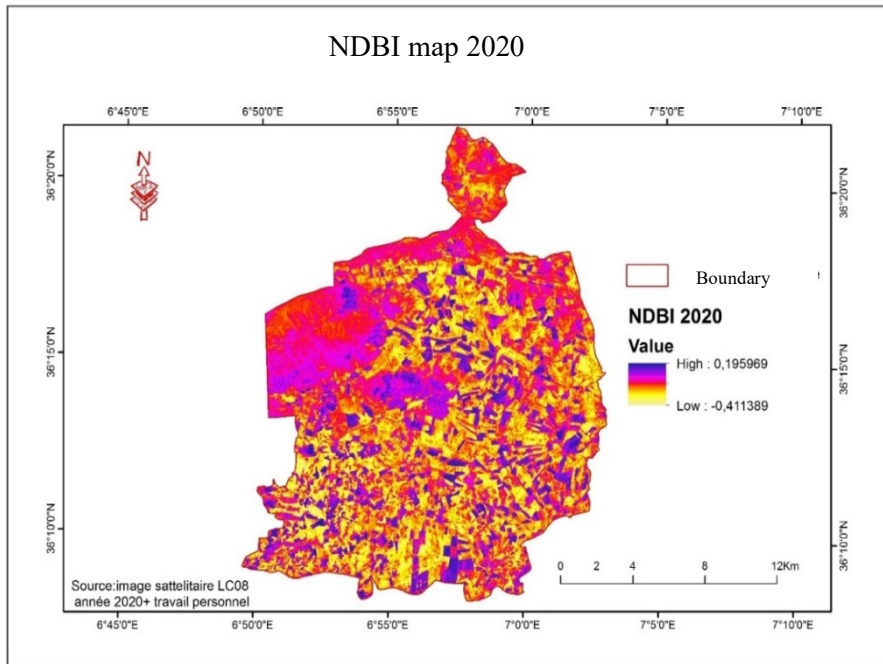 NDBI map 2020
6°45'0"E 6°50'0"E 6°55'0"E 7°0'0"E 7°5'0"E 7°10'0"E
N
36°20'0"N
36°15'0"N
36°10'0"N
36°20'0"N
36°15'0"N
36°10'0"N
Boundary
NDBI 2020
Value
High : 0,195969
Low : -0,411389
0 2 4 8 12Km
Source:image sattelitaire LC08
année 2020+ travail personnel
6°45'0"E 6°50'0"E 6°55'0"E 7°0'0"E 7°5'0"E 7°10'0"E